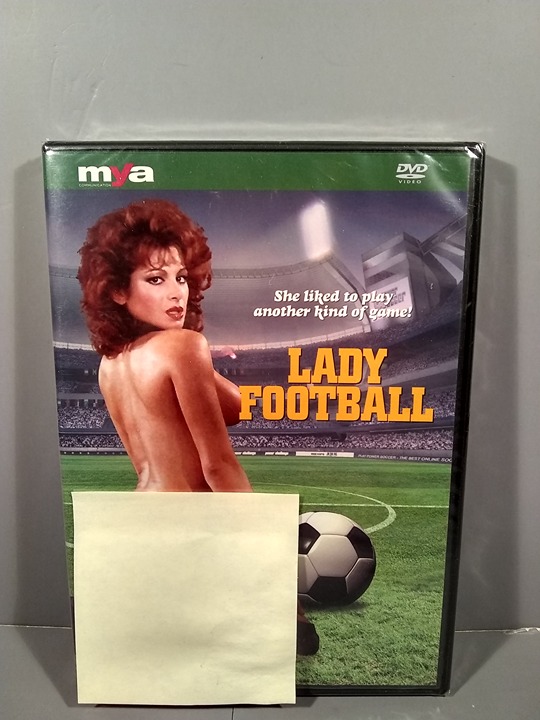 mya
COMMUNICATION
DVD
VIDEO
She liked to play
another kind of game!
LADY
FOOTBALL